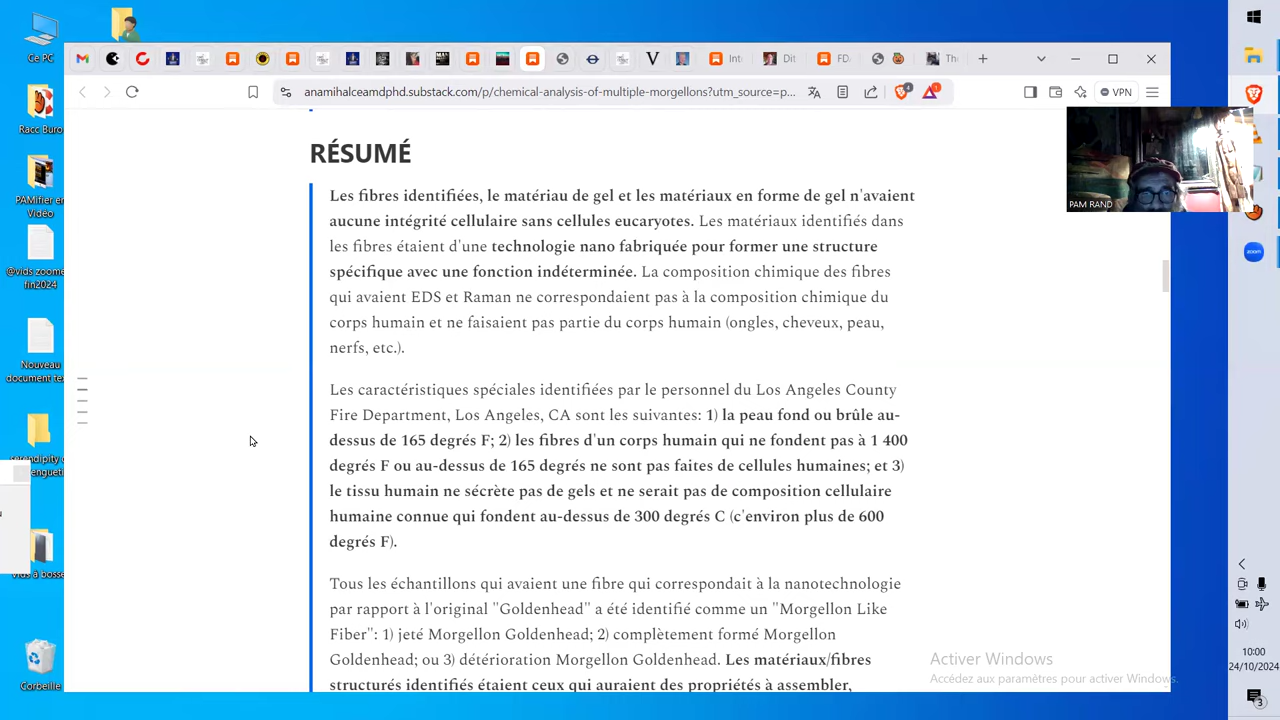 Ce PC
Racc Buro
PAMifier en
Vidéo
@vids zoome
fin2024
Nouveau
document te
serendipity
enguett
vids à boss
Corbeille
Int
Dit
FD
Th
anamihalceamdphd.substack.com/p/chemical-analysis-of-multiple-morgellons?utm_source=p...
4
1
VPN
PAM RAND
zoom
RÉSUMÉ
Les fibres identifiées, le matériau de gel et les matériaux en forme de gel n'avaient
aucune intégrité cellulaire sans cellules eucaryotes. Les matériaux identifiés dans
les fibres étaient d'une technologie nano fabriquée pour former une structure
spécifique avec une fonction indéterminée. La composition chimique des fibres
qui avaient EDS et Raman ne correspondaient pas à la composition chimique du
corps humain et ne faisaient pas partie du corps humain (ongles, cheveux, peau,
nerfs, etc.).
Les caractéristiques spéciales identifiées par le personnel du Los Angeles County
Fire Department, Los Angeles, CA sont les suivantes: 1) la peau fond ou brûle au-
dessus de 165 degrés F; 2) les fibres d'un corps humain qui ne fondent pas à 1 400
degrés F ou au-dessus de 165 degrés ne sont pas faites de cellules humaines; et 3)
le tissu humain ne sécrète pas de gels et ne serait pas de composition cellulaire
humaine connue qui fondent au-dessus de 300 degrés C (c'environ plus de 600
degrés F).
Tous les échantillons qui avaient une fibre qui correspondait à la nanotechnologie
par rapport à l'original "Goldenhead" a été identifié comme un "Morgellon Like
Fiber": 1) jeté Morgellon Goldenhead; 2) complètement formé Morgellon
Goldenhead; ou 3) détérioration Morgellon Goldenhead. Les matériaux/fibres
structurés identifiés étaient ceux qui auraient des propriétés à assembler,
Activer Windows
Accédez aux paramètres pour activer Windows.
10:00
24/10/2024
3